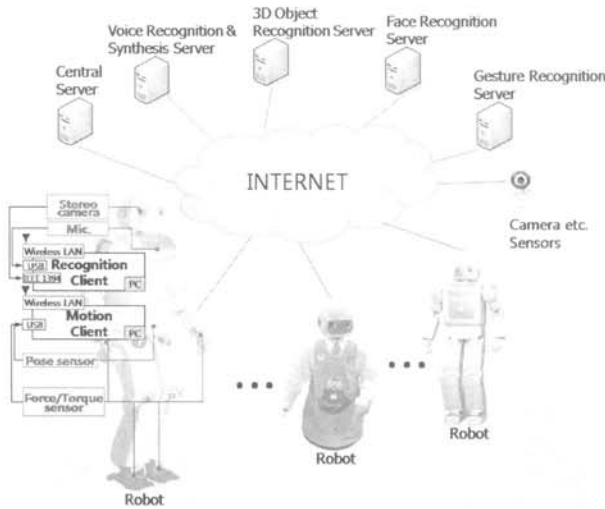 3D Object
Recognition Server
Voice Recognition &
Synthesis Server
Face Recognition
Server
Central
Server
Gesture Recognition
Server
INTERNET
Camera etc.
Sensors
Stereo
camera
Mic.
Wireless LAN
USB
Recognition
Client
IEEE 1394
PC
Wireless LAN
USB
Motion
Client
PC
Pose sensor
Force/Torque
sensor
Robot
Robot
Robot